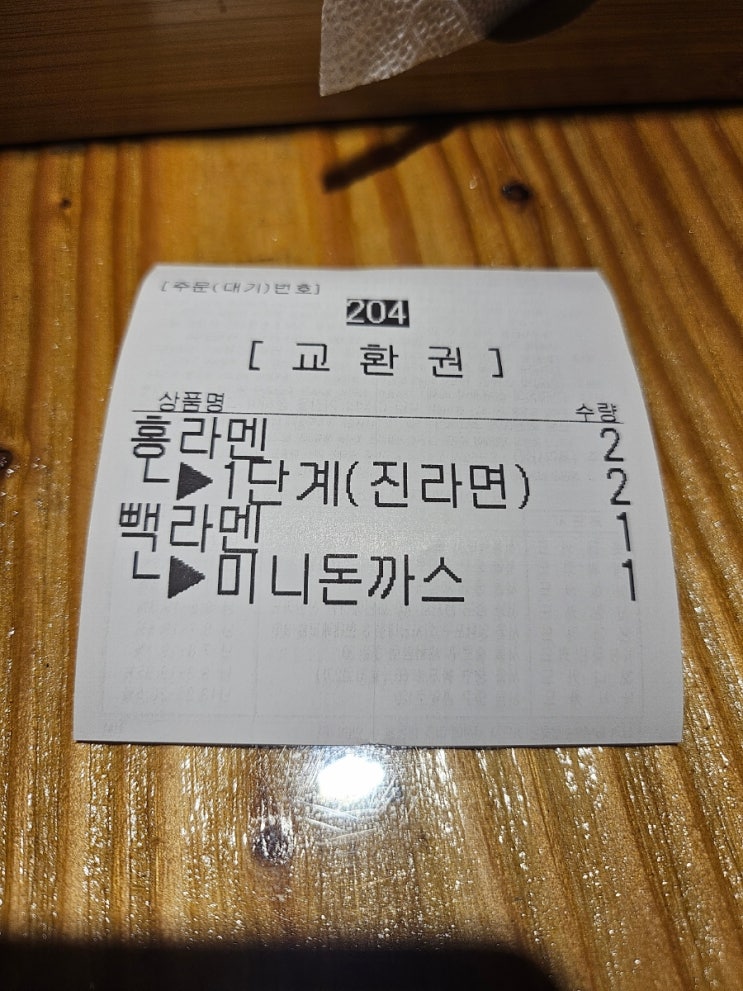 [주문(대기)번호]
204
[ 교 환 권 ]
상품명 수량
홍라멘 2
└▶1단계(진라면) 2
빽라멘 1
└▶미니돈까스 1